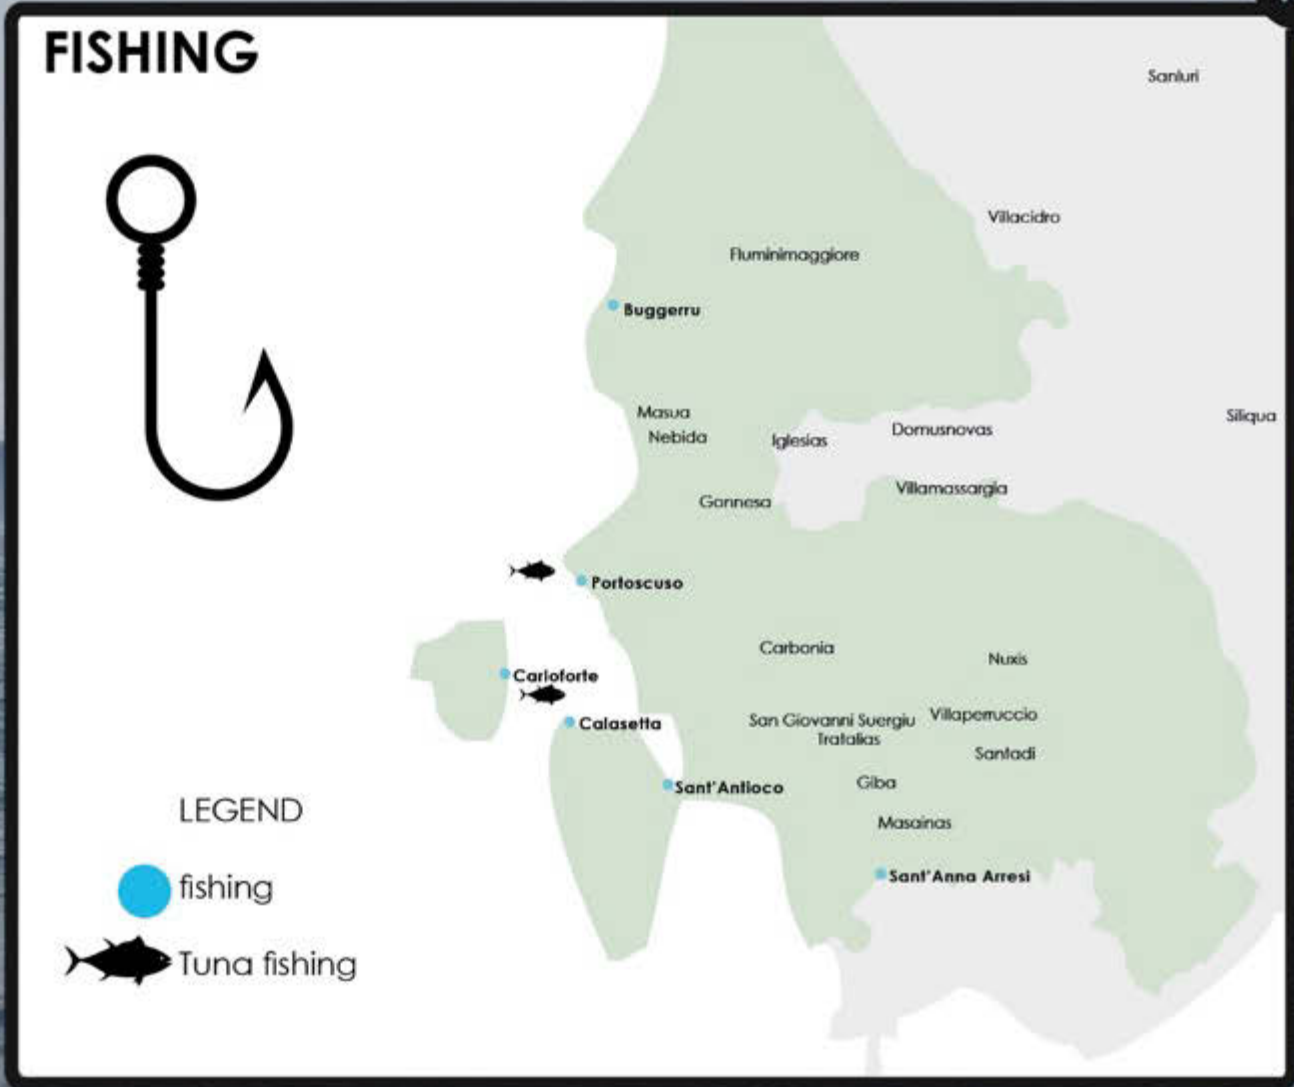 FISHING
Sanluri
Villacidro
Fluminimaggiore
Buggerru
Masua
Nebida
Iglesias
Domusnovas
Siliqua
Gonnesa
Villamassargia
Portoscuso
Carbonia
Nuxis
Carloforte
Calasetta
San Giovanni Suergiu
Tratalias
Villaperruccio
Santadi
Sant'Antioco
Giba
Masainas
Sant'Anna Arresi
LEGEND
fishing
Tuna fishing